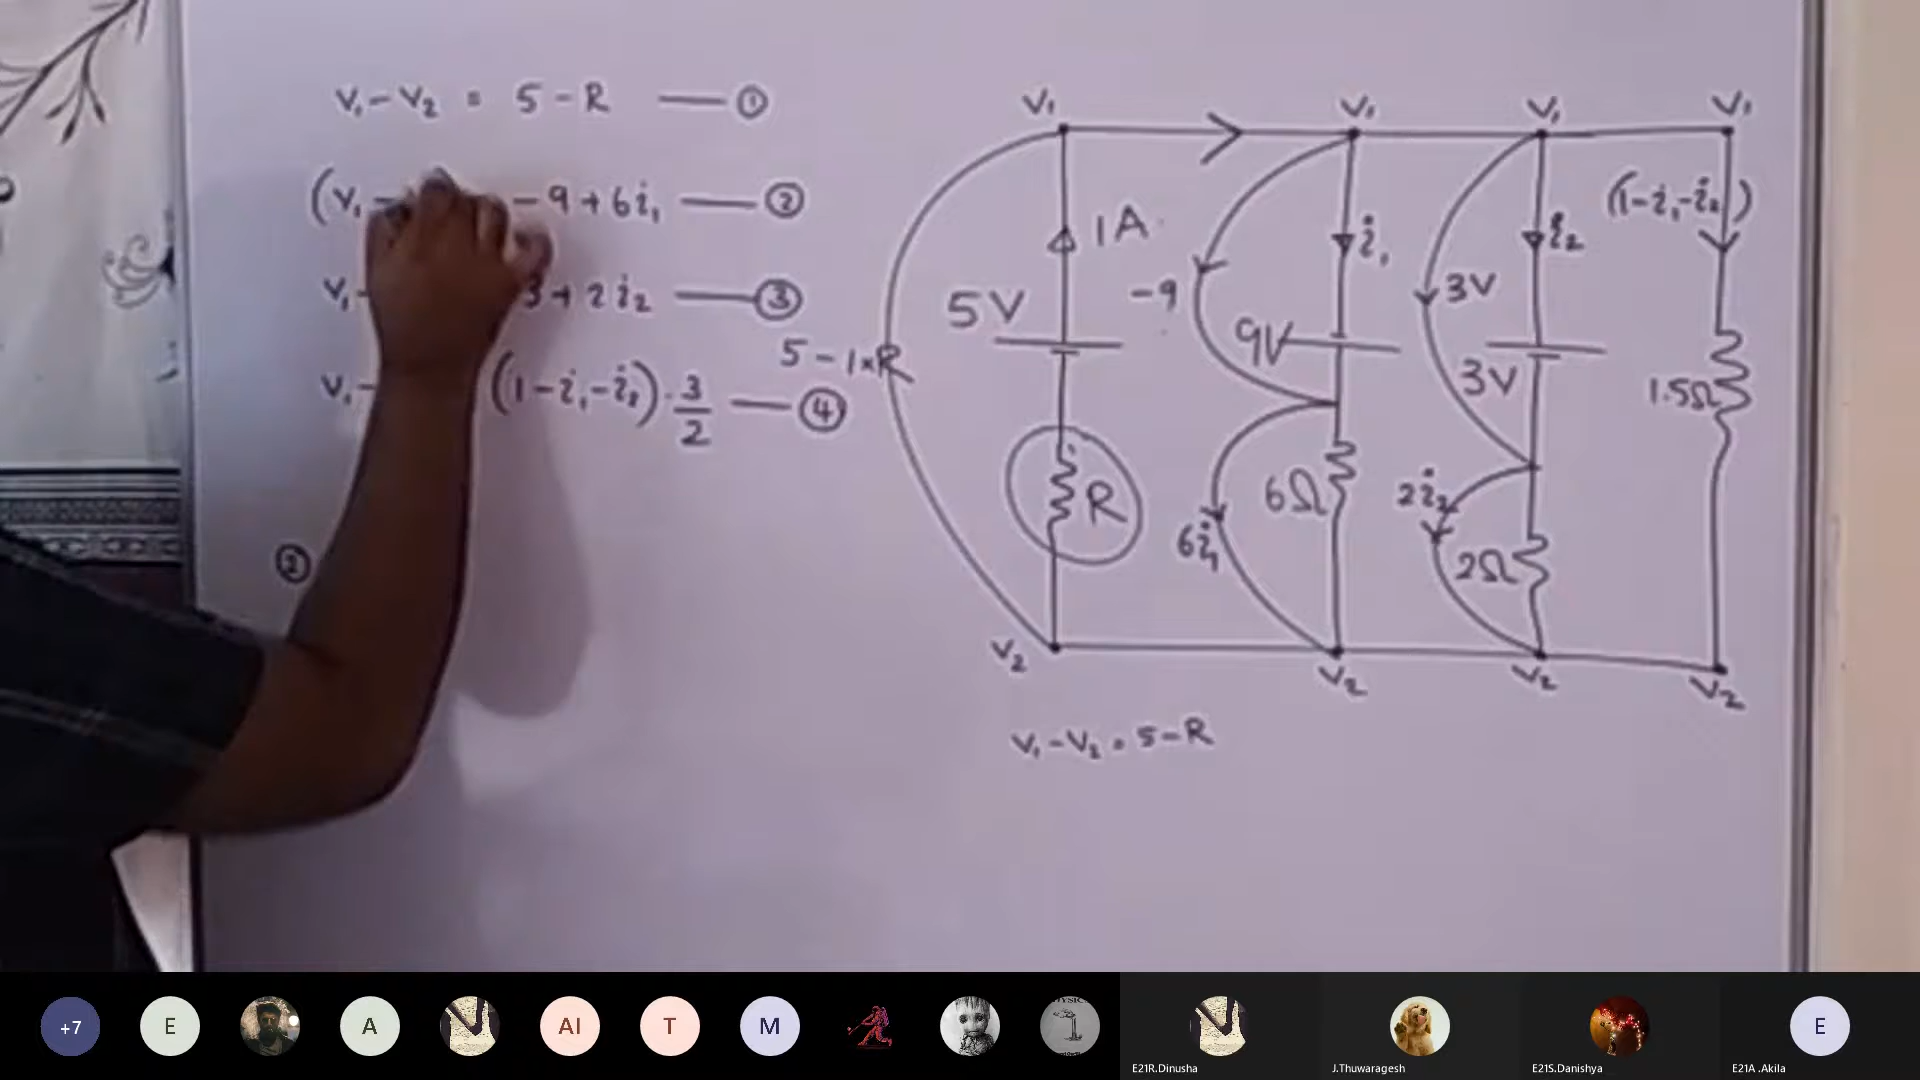 V₁ - V₂ = 5 - R —— ①
(V₁ - - 9 + 6i₁ —— ②
V₁ - 3 + 2i₂ —— ③
V₁ - (1 - i₁ - i₂) · 3/2 —— ④
②
V₁ V₁ V₁ V₁
1A
i₁
i₂
(1-i₁-i₂)
5V
-9
9V
3V
3V
5 - 1×R
1.5Ω
R
6Ω
6i₁
2i₂
2Ω
V₂ V₂ V₂ V₂
V₁ - V₂ = 5 - R
+7 E A AI T M E
E21R.Dinusha J.Thuwaragesh E21S.Danishya E21A .Akila